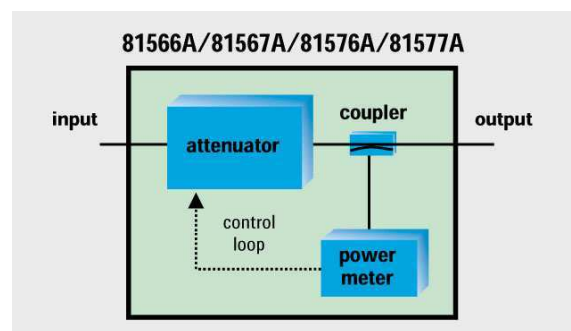 81566A/81567A/81576A/81577A
input
attenuator
coupler
output
control
loop
power
meter